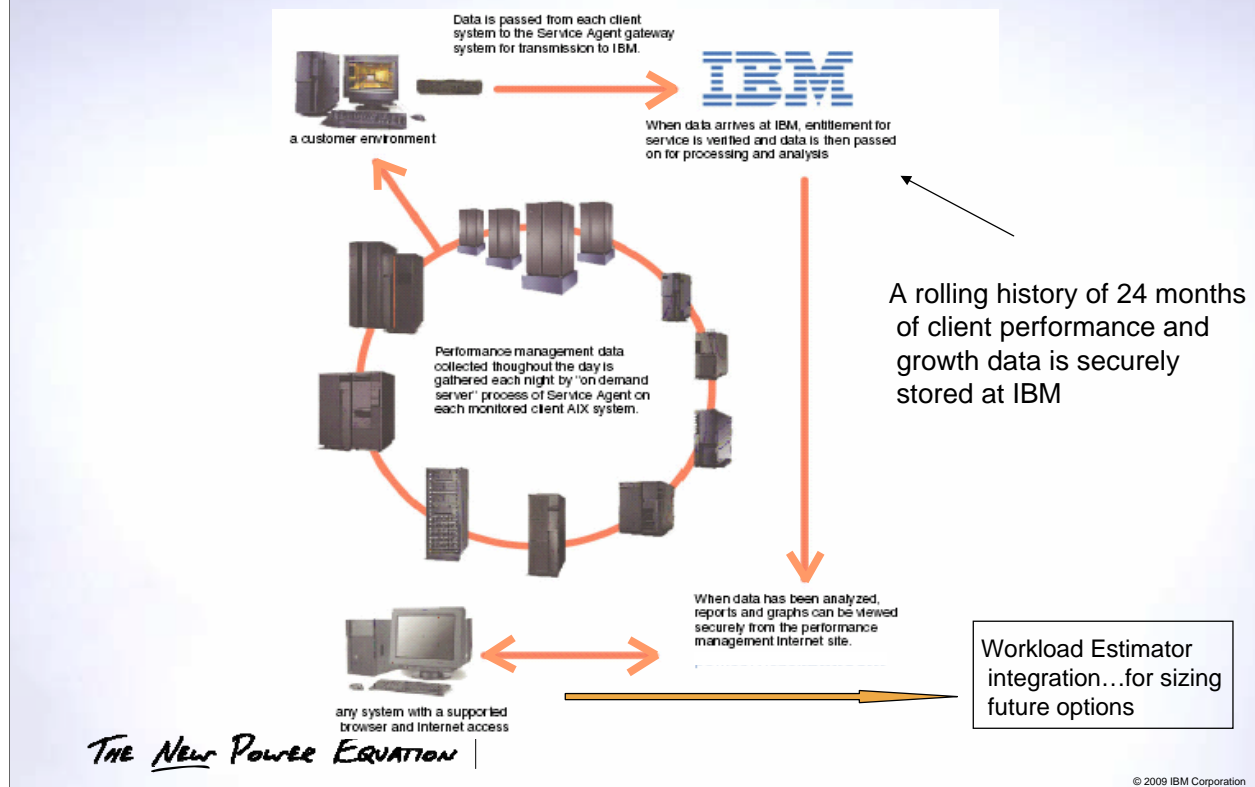 Data is passed from each client
system to the Service Agent gateway
system for transmission to IBM.
IBM
a customer environment
When data arrives at IBM, entitlement for
service is verified and data is then passed
on for processing and analysis
A rolling history of 24 months
of client performance and
growth data is securely
stored at IBM
Performance management data
collected thoughout the day is
gathered each night by "on demand
server" process of Service Agent on
each monitored client AIX system.
When data has been analyzed,
reports and graphs can be viewed
securely from the performance
management Internet site.
Workload Estimator
integration…for sizing
future options
any system with a supported
browser and Internet access
THE NEW POWER EQUATION
© 2009 IBM Corporation